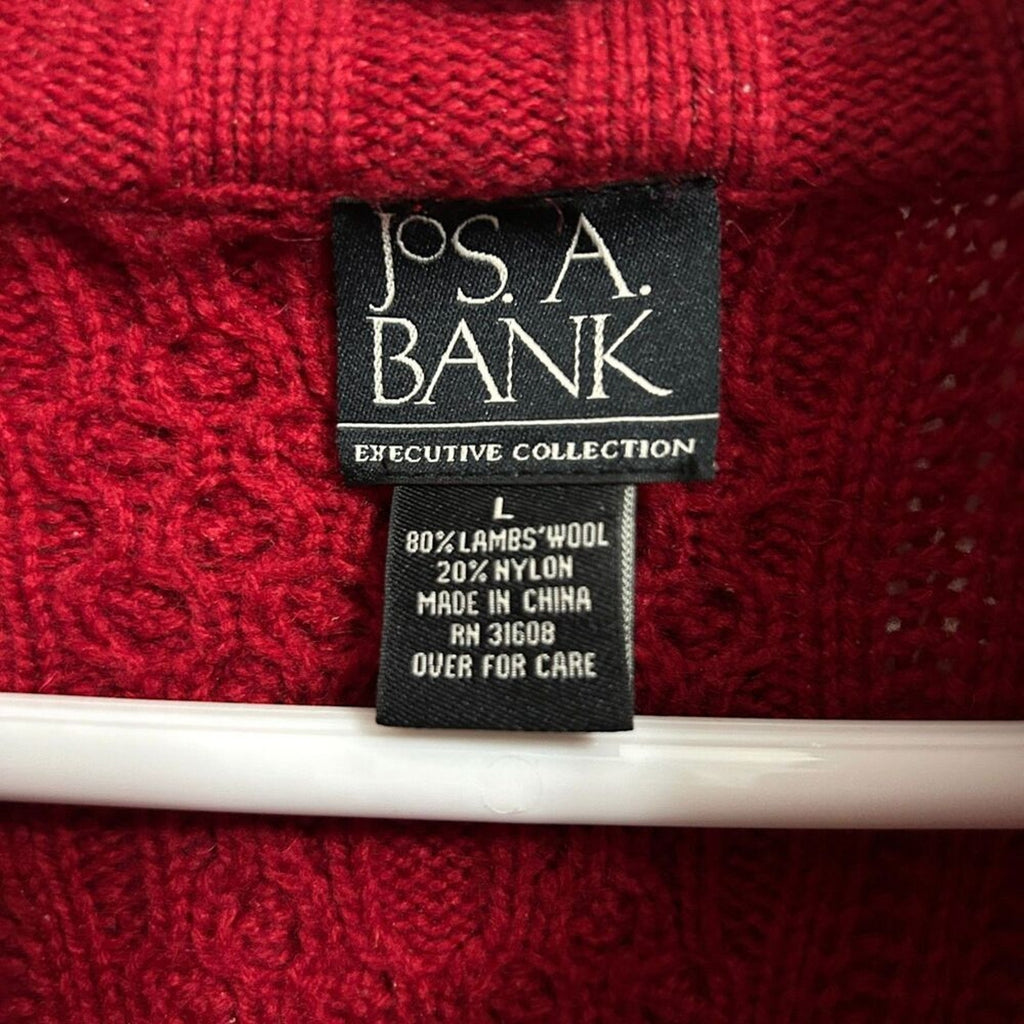 JoS. A.
BANK
EXECUTIVE COLLECTION
L
80% LAMBS' WOOL
20% NYLON
MADE IN CHINA
RN 31608
OVER FOR CARE